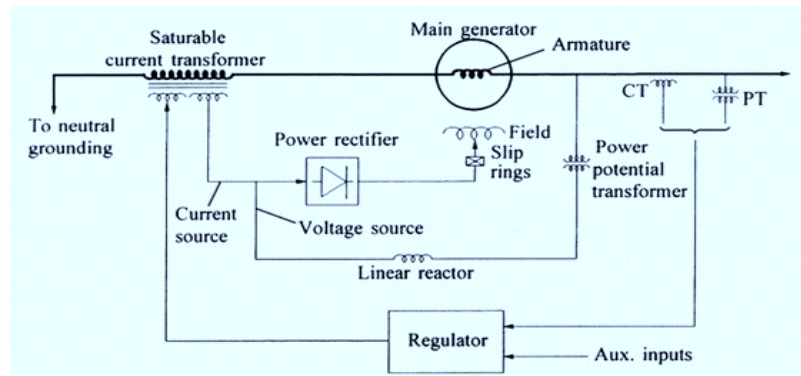 Saturable
current transformer
Main generator
Armature
CT
PT
To neutral
grounding
Power rectifier
Field
Slip
rings
Power
potential
transformer
Current
source
Voltage source
Linear reactor
Regulator
Aux. inputs